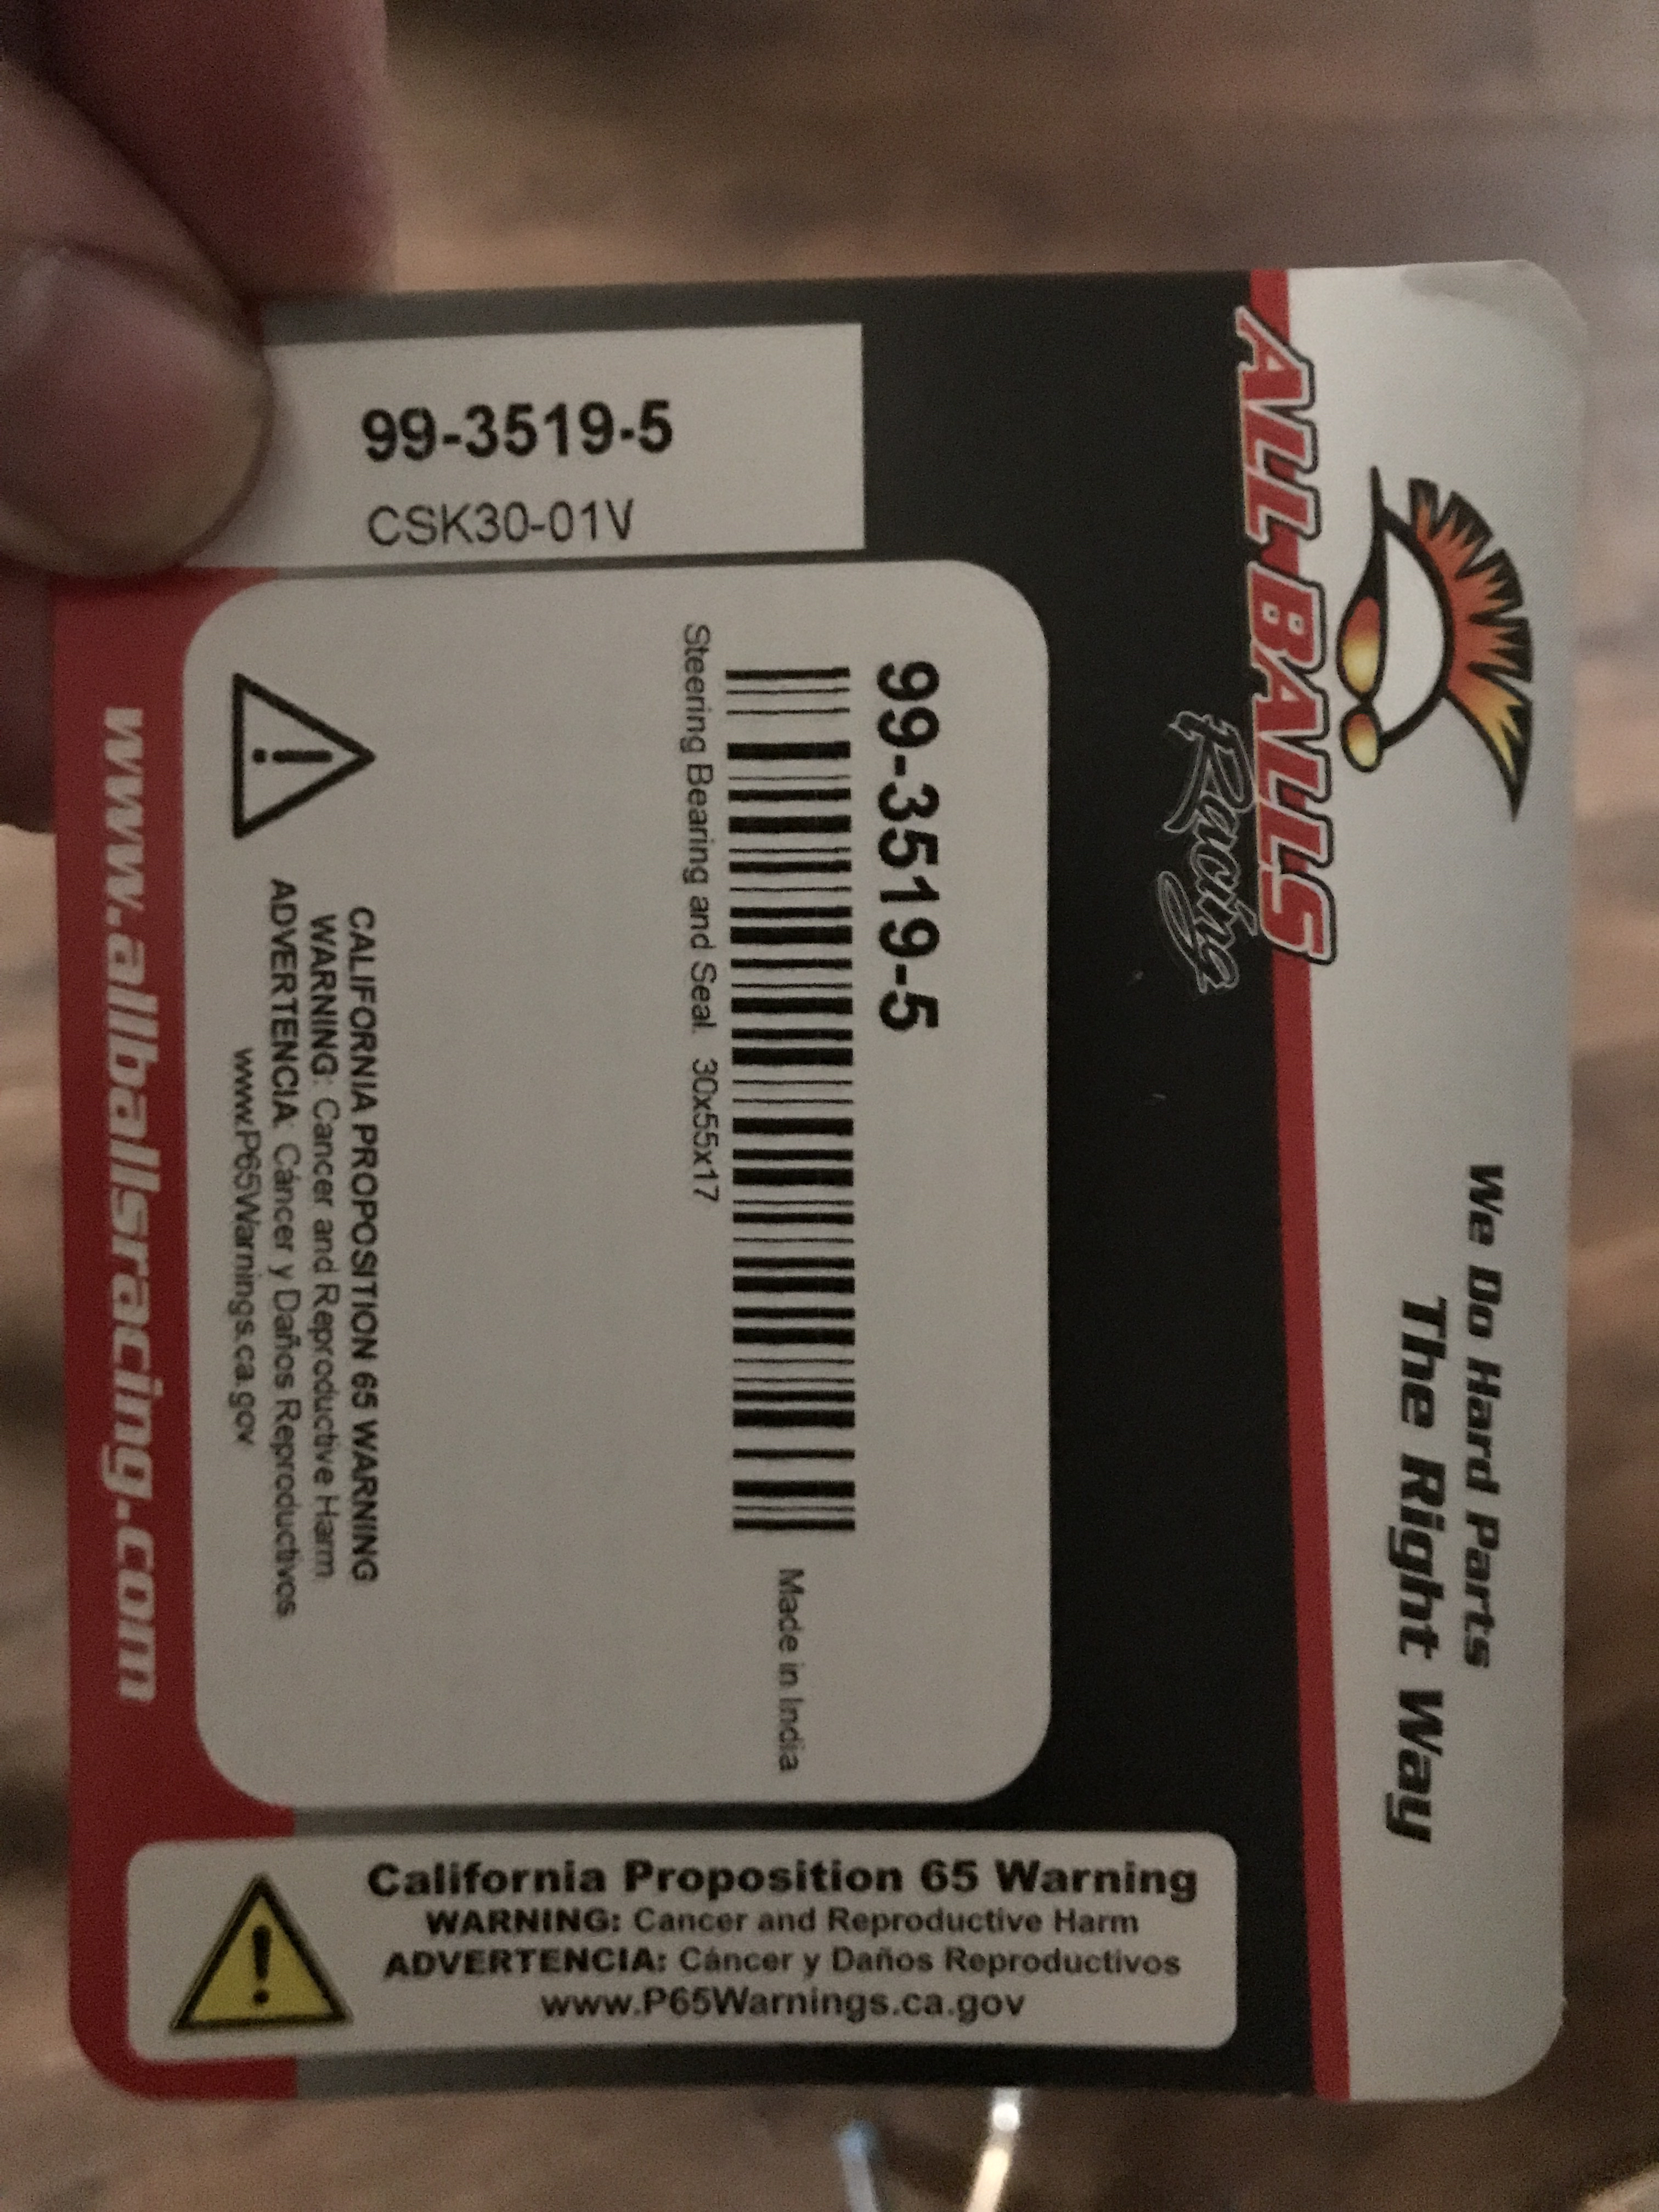 ALL BALLS
Racing
We Do Hard Parts
The Right Way
99-3519-5
CSK30-01V
99-3519-5
Made in India
Steering Bearing and Seal. 30x55x17
CALIFORNIA PROPOSITION 65 WARNING
WARNING: Cancer and Reproductive Harm
ADVERTENCIA: Cáncer y Daños Reproductivos
www.P65Warnings.ca.gov
www.allballsracing.com
California Proposition 65 Warning
WARNING: Cancer and Reproductive Harm
ADVERTENCIA: Cáncer y Daños Reproductivos
www.P65Warnings.ca.gov